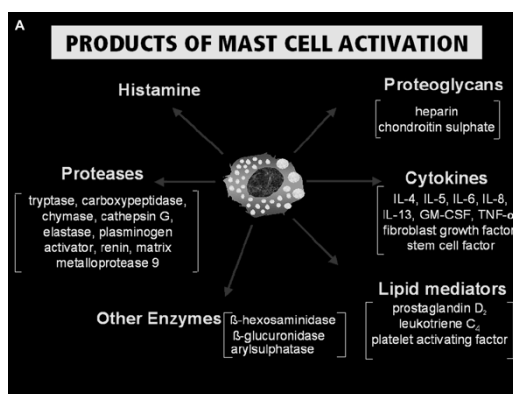 A
PRODUCTS OF MAST CELL ACTIVATION
Histamine
Proteoglycans
heparin
chondroitin sulphate
Proteases
tryptase, carboxypeptidase,
chymase, cathepsin G,
elastase, plasminogen
activator, renin, matrix
metalloprotease 9
Cytokines
IL-4, IL-5, IL-6, IL-8,
IL-13, GM-CSF, TNF-α
fibroblast growth factor
stem cell factor
Other Enzymes
ß-hexosaminidase
ß-glucuronidase
arylsulphatase
Lipid mediators
prostaglandin D₂
leukotriene C₄
platelet activating factor